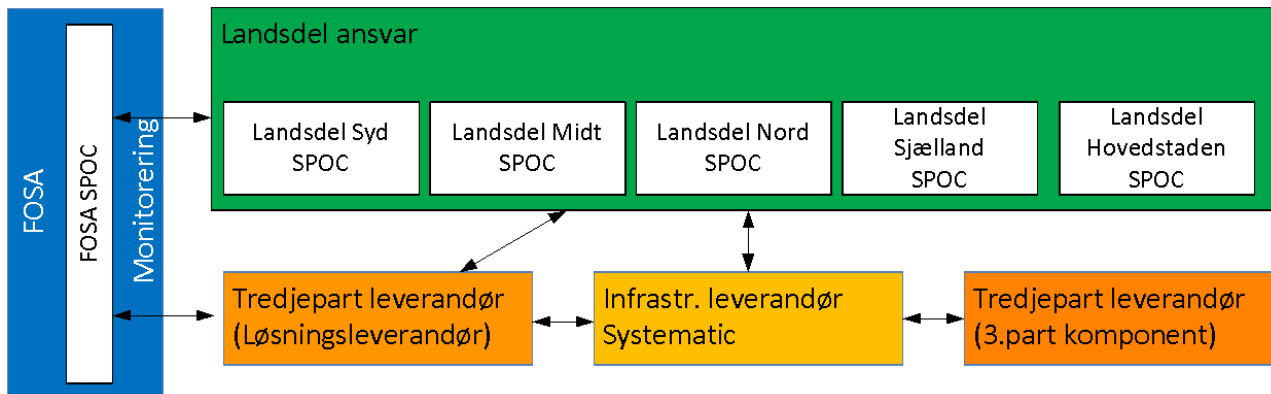 FOSA
FOSA SPOC
Monitorering
Landsdel ansvar
Landsdel Syd
SPOC
Landsdel Midt
SPOC
Landsdel Nord
SPOC
Landsdel
Sjælland
SPOC
Landsdel
Hovedstaden
SPOC
Tredjepart leverandør
(Løsningsleverandør)
Infrastr. leverandør
Systematic
Tredjepart leverandør
(3.part komponent)